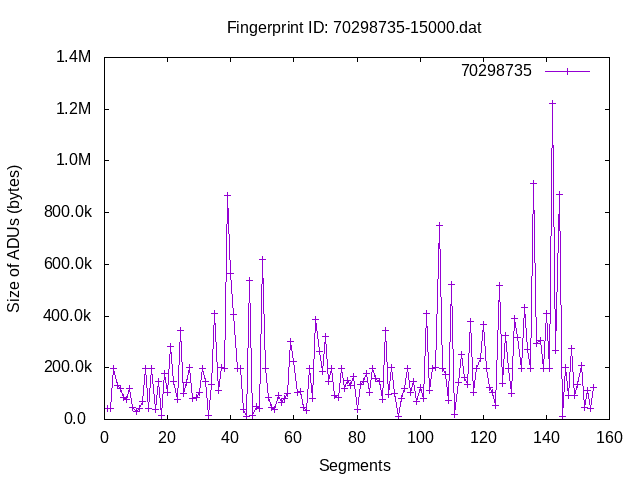 Fingerprint ID: 70298735-15000.dat
1.4M
70298735
1.2M
1.0M
800.0k
600.0k
400.0k
200.0k
0.0
Size of ADUs (bytes)
0 20 40 60 80 100 120 140 160
Segments